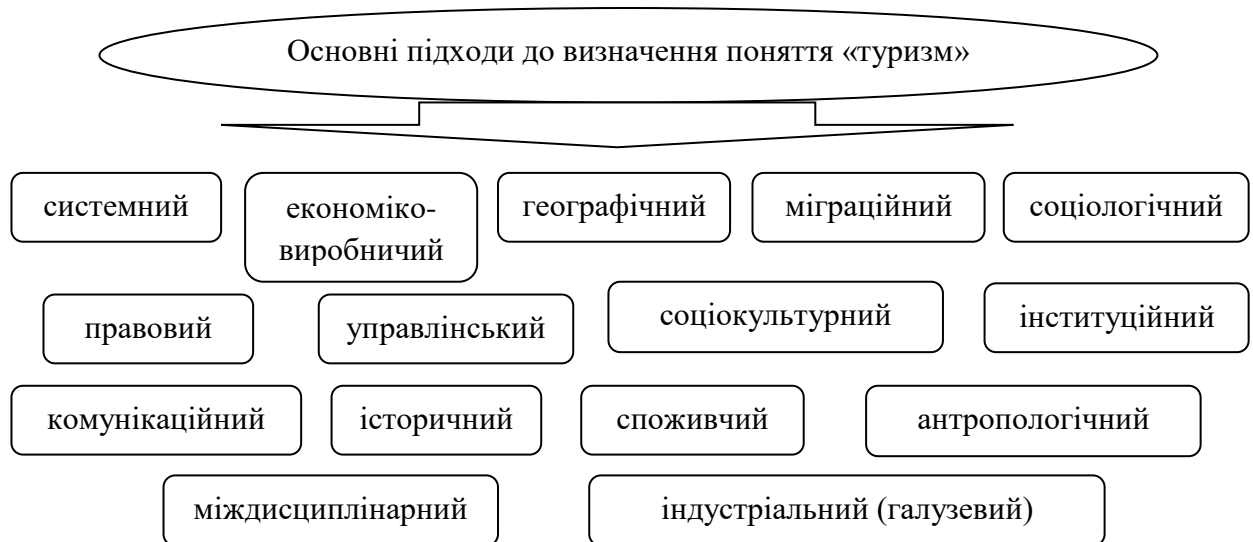 Основні підходи до визначення поняття «туризм»
системний
економіко-
виробничий
географічний
міграційний
соціологічний
правовий
управлінський
соціокультурний
інституційний
комунікаційний
історичний
споживчий
антропологічний
міждисциплінарний
індустріальний (галузевий)